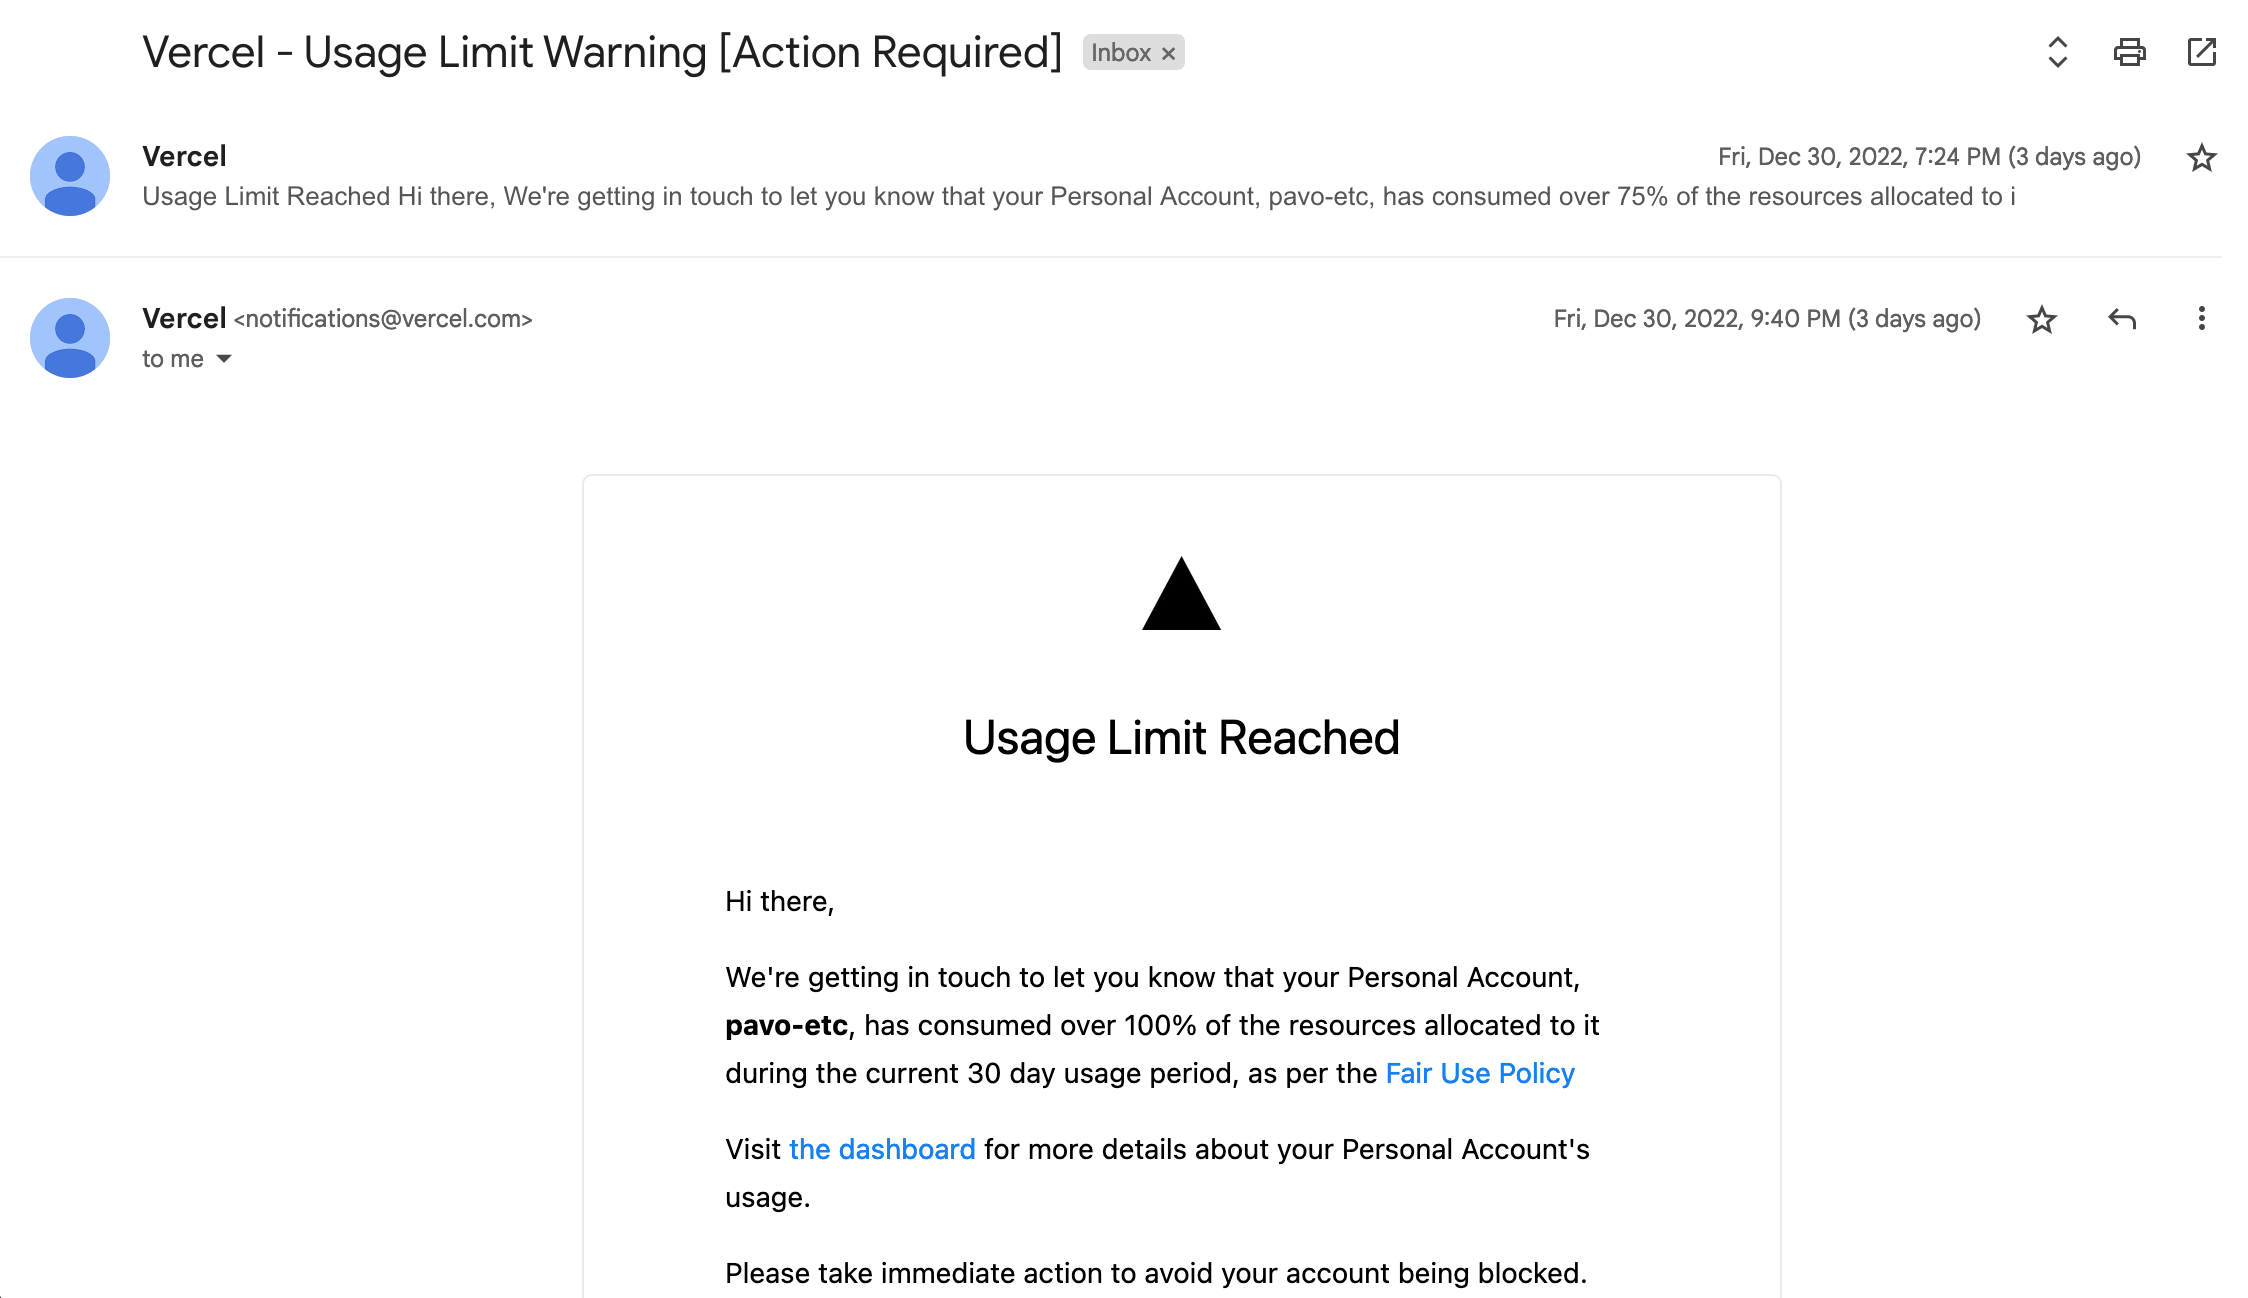 Vercel - Usage Limit Warning [Action Required] Inbox ×
Vercel Fri, Dec 30, 2022, 7:24 PM (3 days ago)
Usage Limit Reached Hi there, We're getting in touch to let you know that your Personal Account, pavo-etc, has consumed over 75% of the resources allocated to i
Vercel <notifications@vercel.com> Fri, Dec 30, 2022, 9:40 PM (3 days ago)
to me
Usage Limit Reached
Hi there,
We're getting in touch to let you know that your Personal Account,
pavo-etc, has consumed over 100% of the resources allocated to it
during the current 30 day usage period, as per the Fair Use Policy
Visit the dashboard for more details about your Personal Account's
usage.
Please take immediate action to avoid your account being blocked.